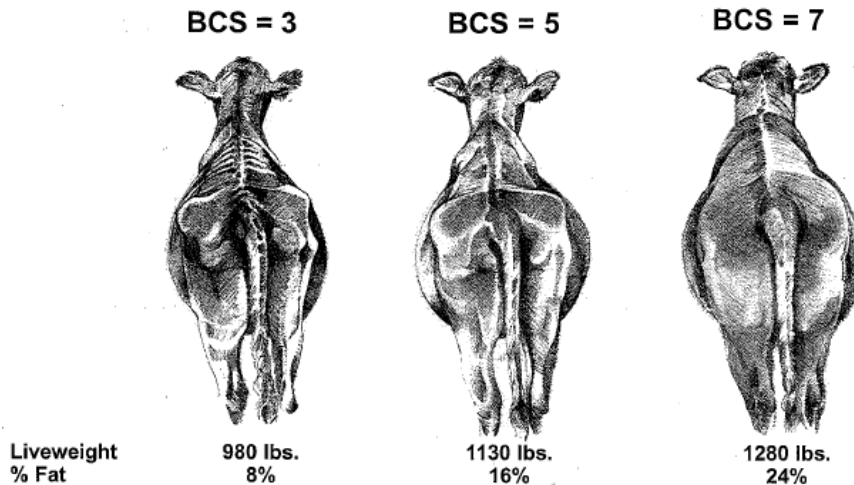 BCS = 3 BCS = 5 BCS = 7
Liveweight 980 lbs. 1130 lbs. 1280 lbs.
% Fat 8% 16% 24%